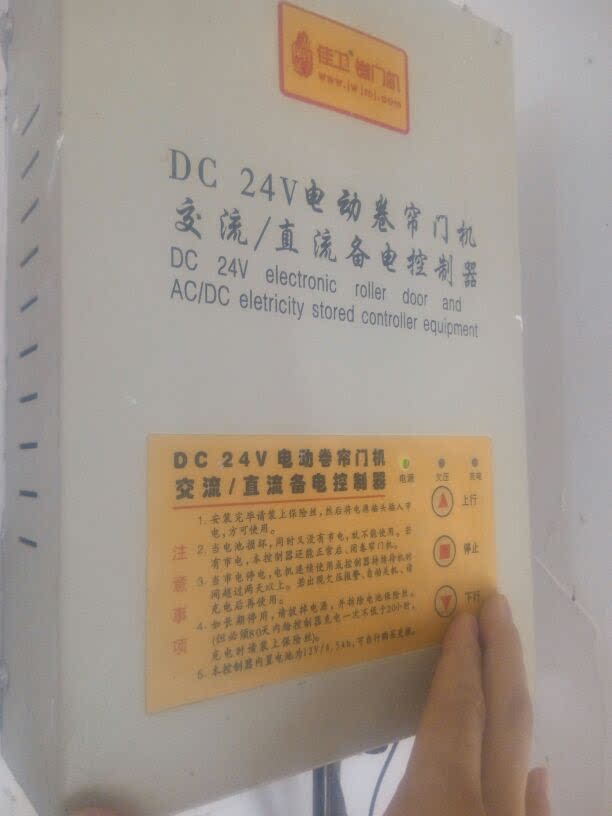 佳卫® 卷门机
www.jwjmj.com
DC 24V电动卷帘门机
交流/直流备电控制器
DC 24V electronic roller door and
AC/DC eletricity stored controller equipment
DC 24V 电动卷帘门机
交流/直流备电控制器
电源 欠压 充电
上行
停止
下行
注意事项
1. 安装完毕请装上保险丝，然后将电源插头插入市
电，方可使用。
2. 当电池损坏，同时又没有市电，故不能使用。若
有市电，本控制器还能正常启、闭卷帘门机。
3. 当市电停电，电机连续使用或控制器持续待机时
间超过两天以上。若出现欠压报警、自动关机，请
充电后再使用。
4. 如长期停用，请拔掉电源，并拆除电池保险丝。
(但必须80天内给控制器充电一次不低于20小时，
充电时请装上保险丝)。
5. 本控制器内置电池为12V/4.5Ah，可自行购买更换。